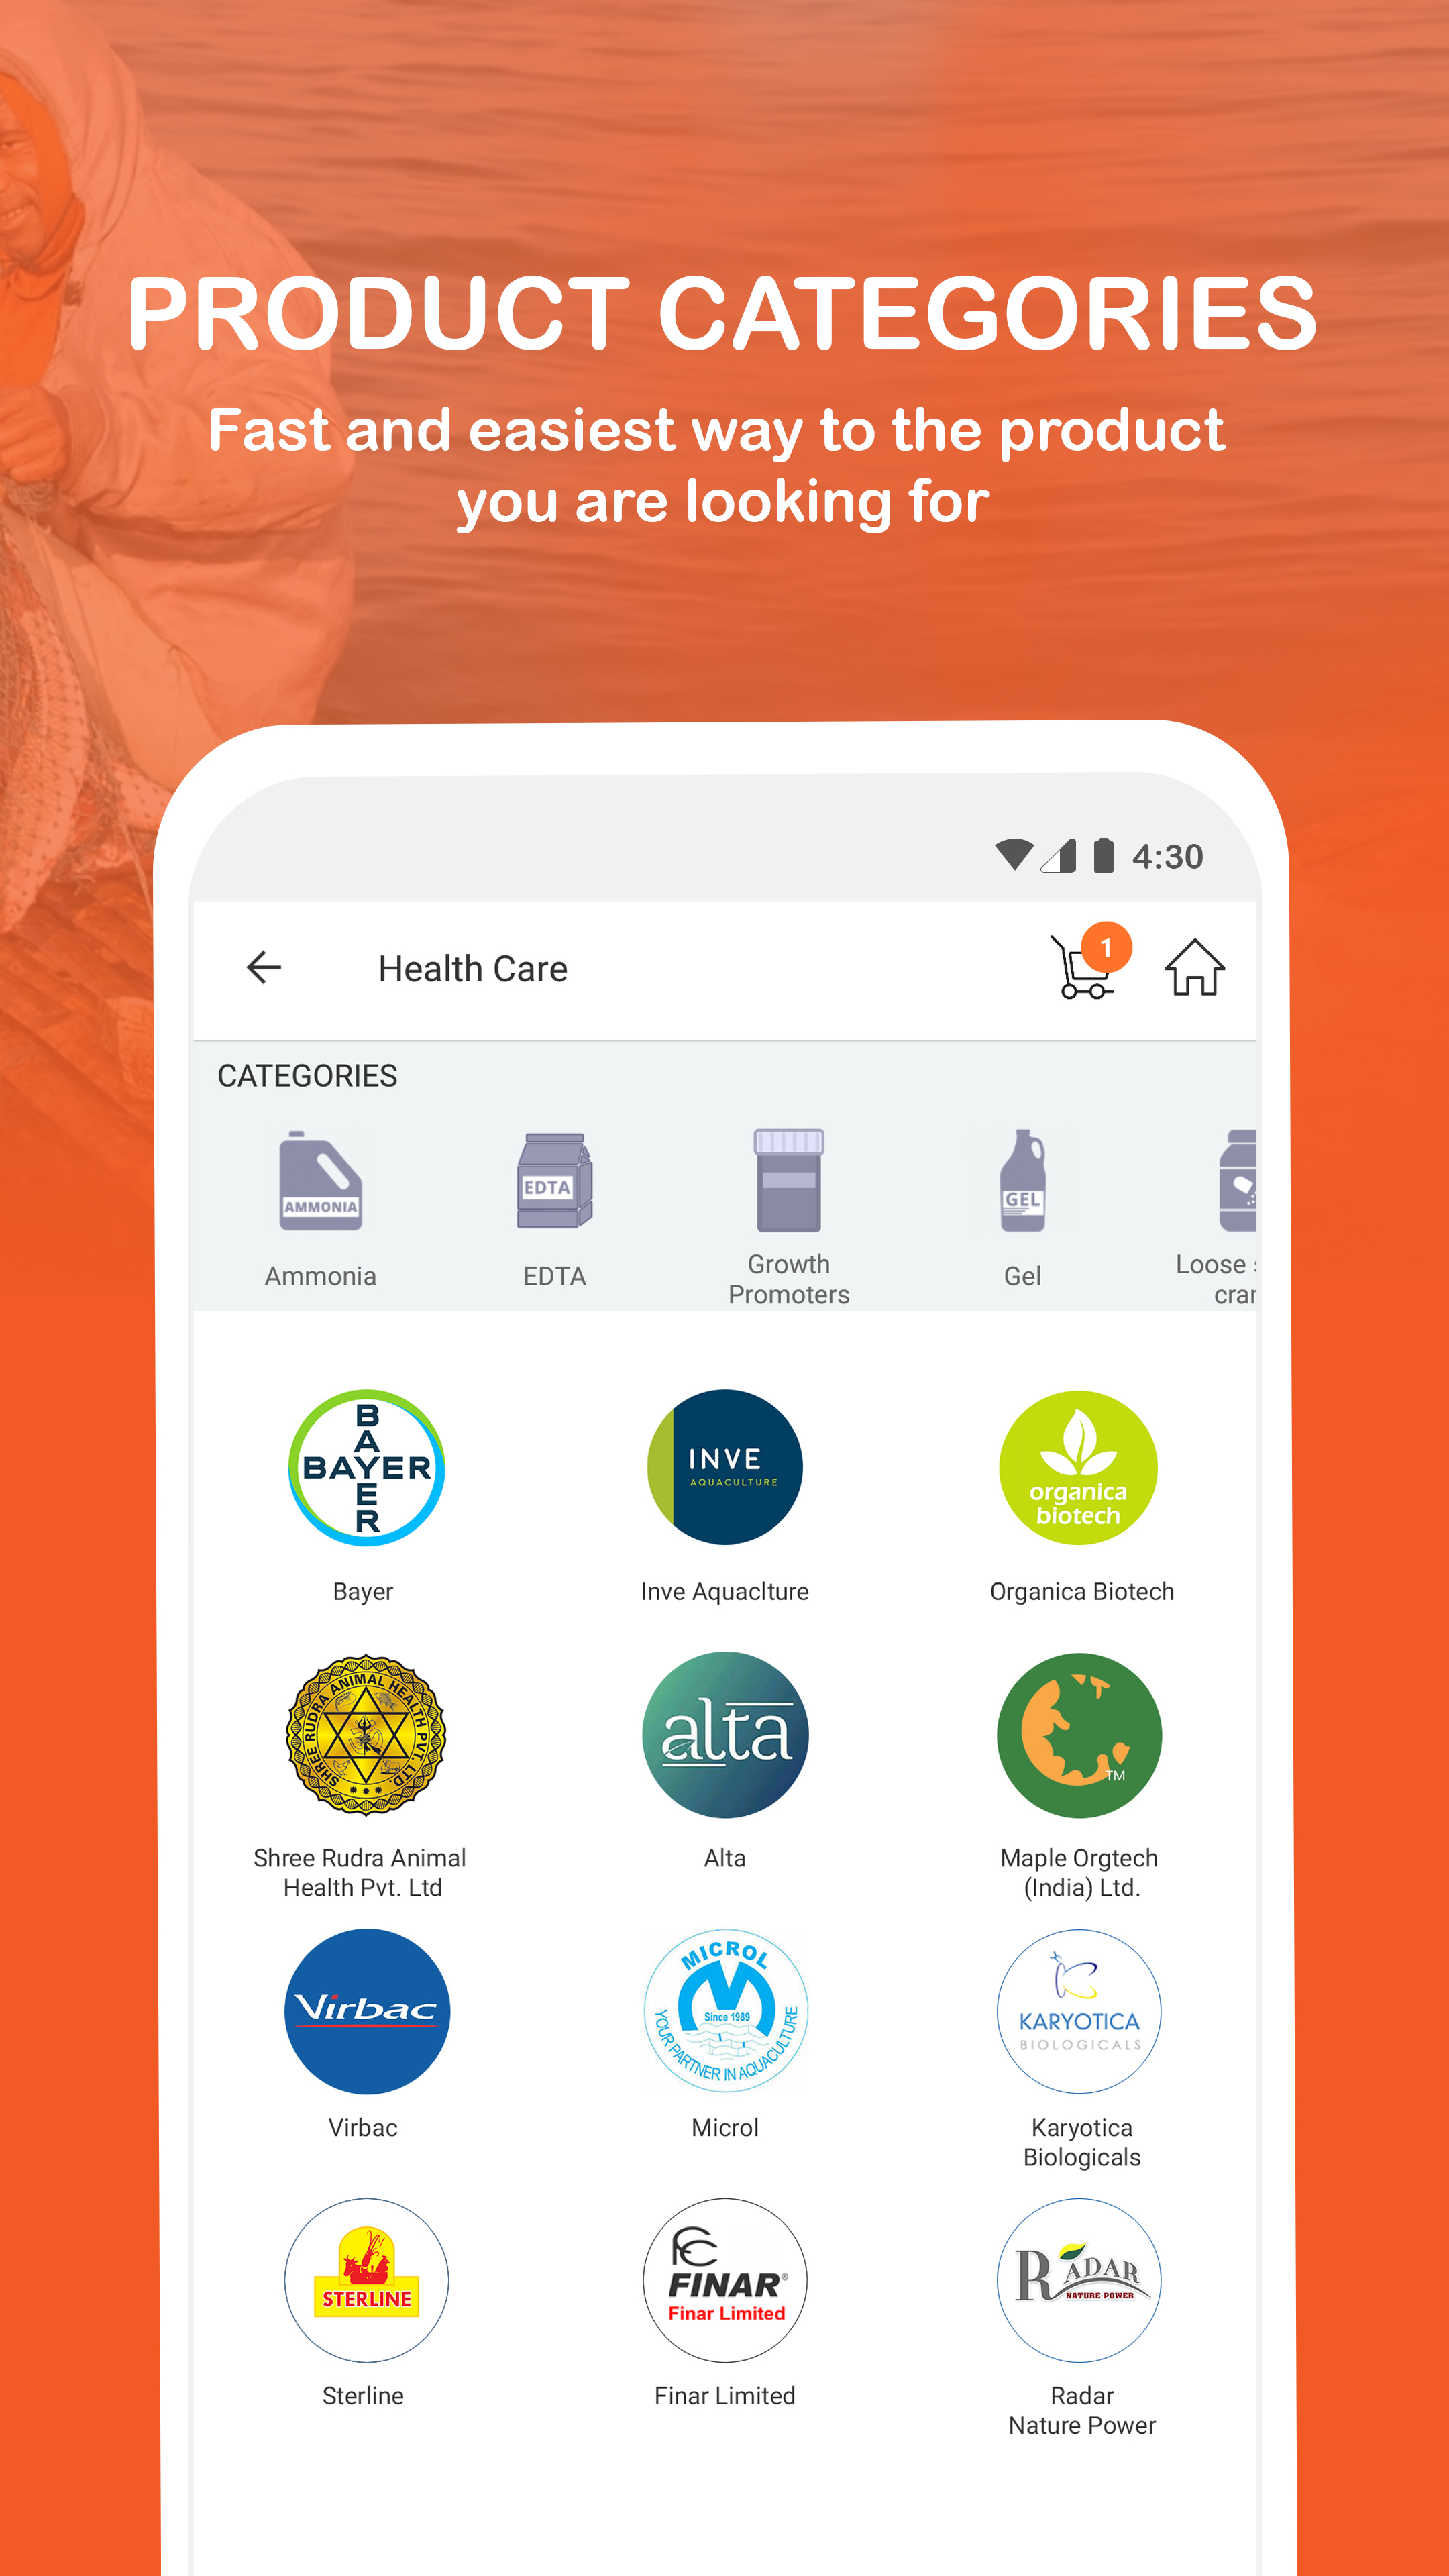 PRODUCT CATEGORIES
Fast and easiest way to the product
you are looking for
4:30
Health Care
1
CATEGORIES
AMMONIA
EDTA
GEL
Ammonia
EDTA
Growth
Promoters
Gel
Loose
BAYER
BAYER
INVE
AQUACULTURE
organica
biotech
Bayer
Inve Aquaclture
Organica Biotech
SHREE RUDRA ANIMAL HEALTH PVT. LTD.
alta
TM
Shree Rudra Animal
Health Pvt. Ltd
Alta
Maple Orgtech
(India) Ltd.
Virbac
MICROL
Since 1989
YOUR PARTNER IN AQUACULTURE
KARYOTICA
BIOLOGICALS
Virbac
Microl
Karyotica
Biologicals
STERLINE
FC
FINAR®
Finar Limited
RADAR
NATURE POWER
Sterline
Finar Limited
Radar
Nature Power